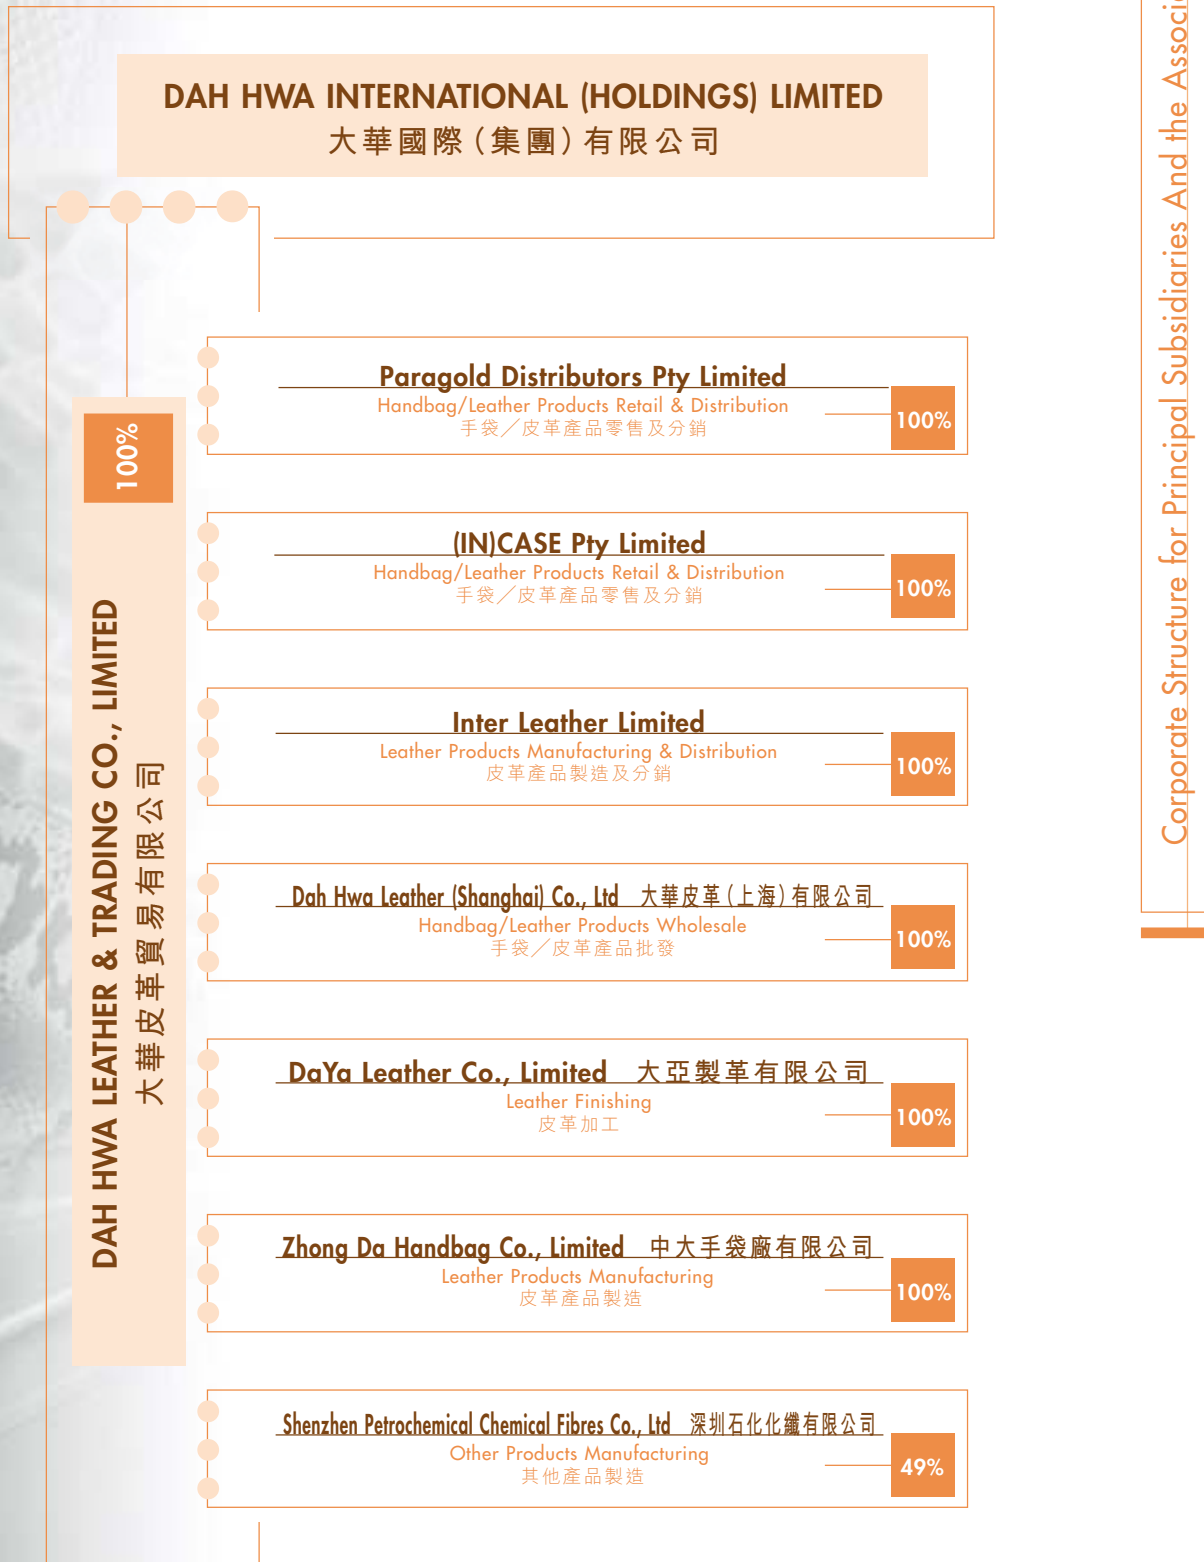 DAH HWA INTERNATIONAL (HOLDINGS) LIMITED
大華國際（集團）有限公司
Corporate Structure for Principal Subsidiaries And the
100%
DAH HWA LEATHER & TRADING CO., LIMITED
大華皮革貿易有限公司
Paragold Distributors Pty Limited
Handbag/Leather Products Retail & Distribution
手袋／皮革產品零售及分銷
100%
(IN)CASE Pty Limited
Handbag/Leather Products Retail & Distribution
手袋／皮革產品零售及分銷
100%
Inter Leather Limited
Leather Products Manufacturing & Distribution
皮革產品製造及分銷
100%
Dah Hwa Leather (Shanghai) Co., Ltd 大華皮革（上海）有限公司
Handbag/Leather Products Wholesale
手袋／皮革產品批發
100%
DaYa Leather Co., Limited 大亞製革有限公司
Leather Finishing
皮革加工
100%
Zhong Da Handbag Co., Limited 中大手袋廠有限公司
Leather Products Manufacturing
皮革產品製造
100%
Shenzhen Petrochemical Chemical Fibres Co., Ltd 深圳石化化纖有限公司
Other Products Manufacturing
其他產品製造
49%